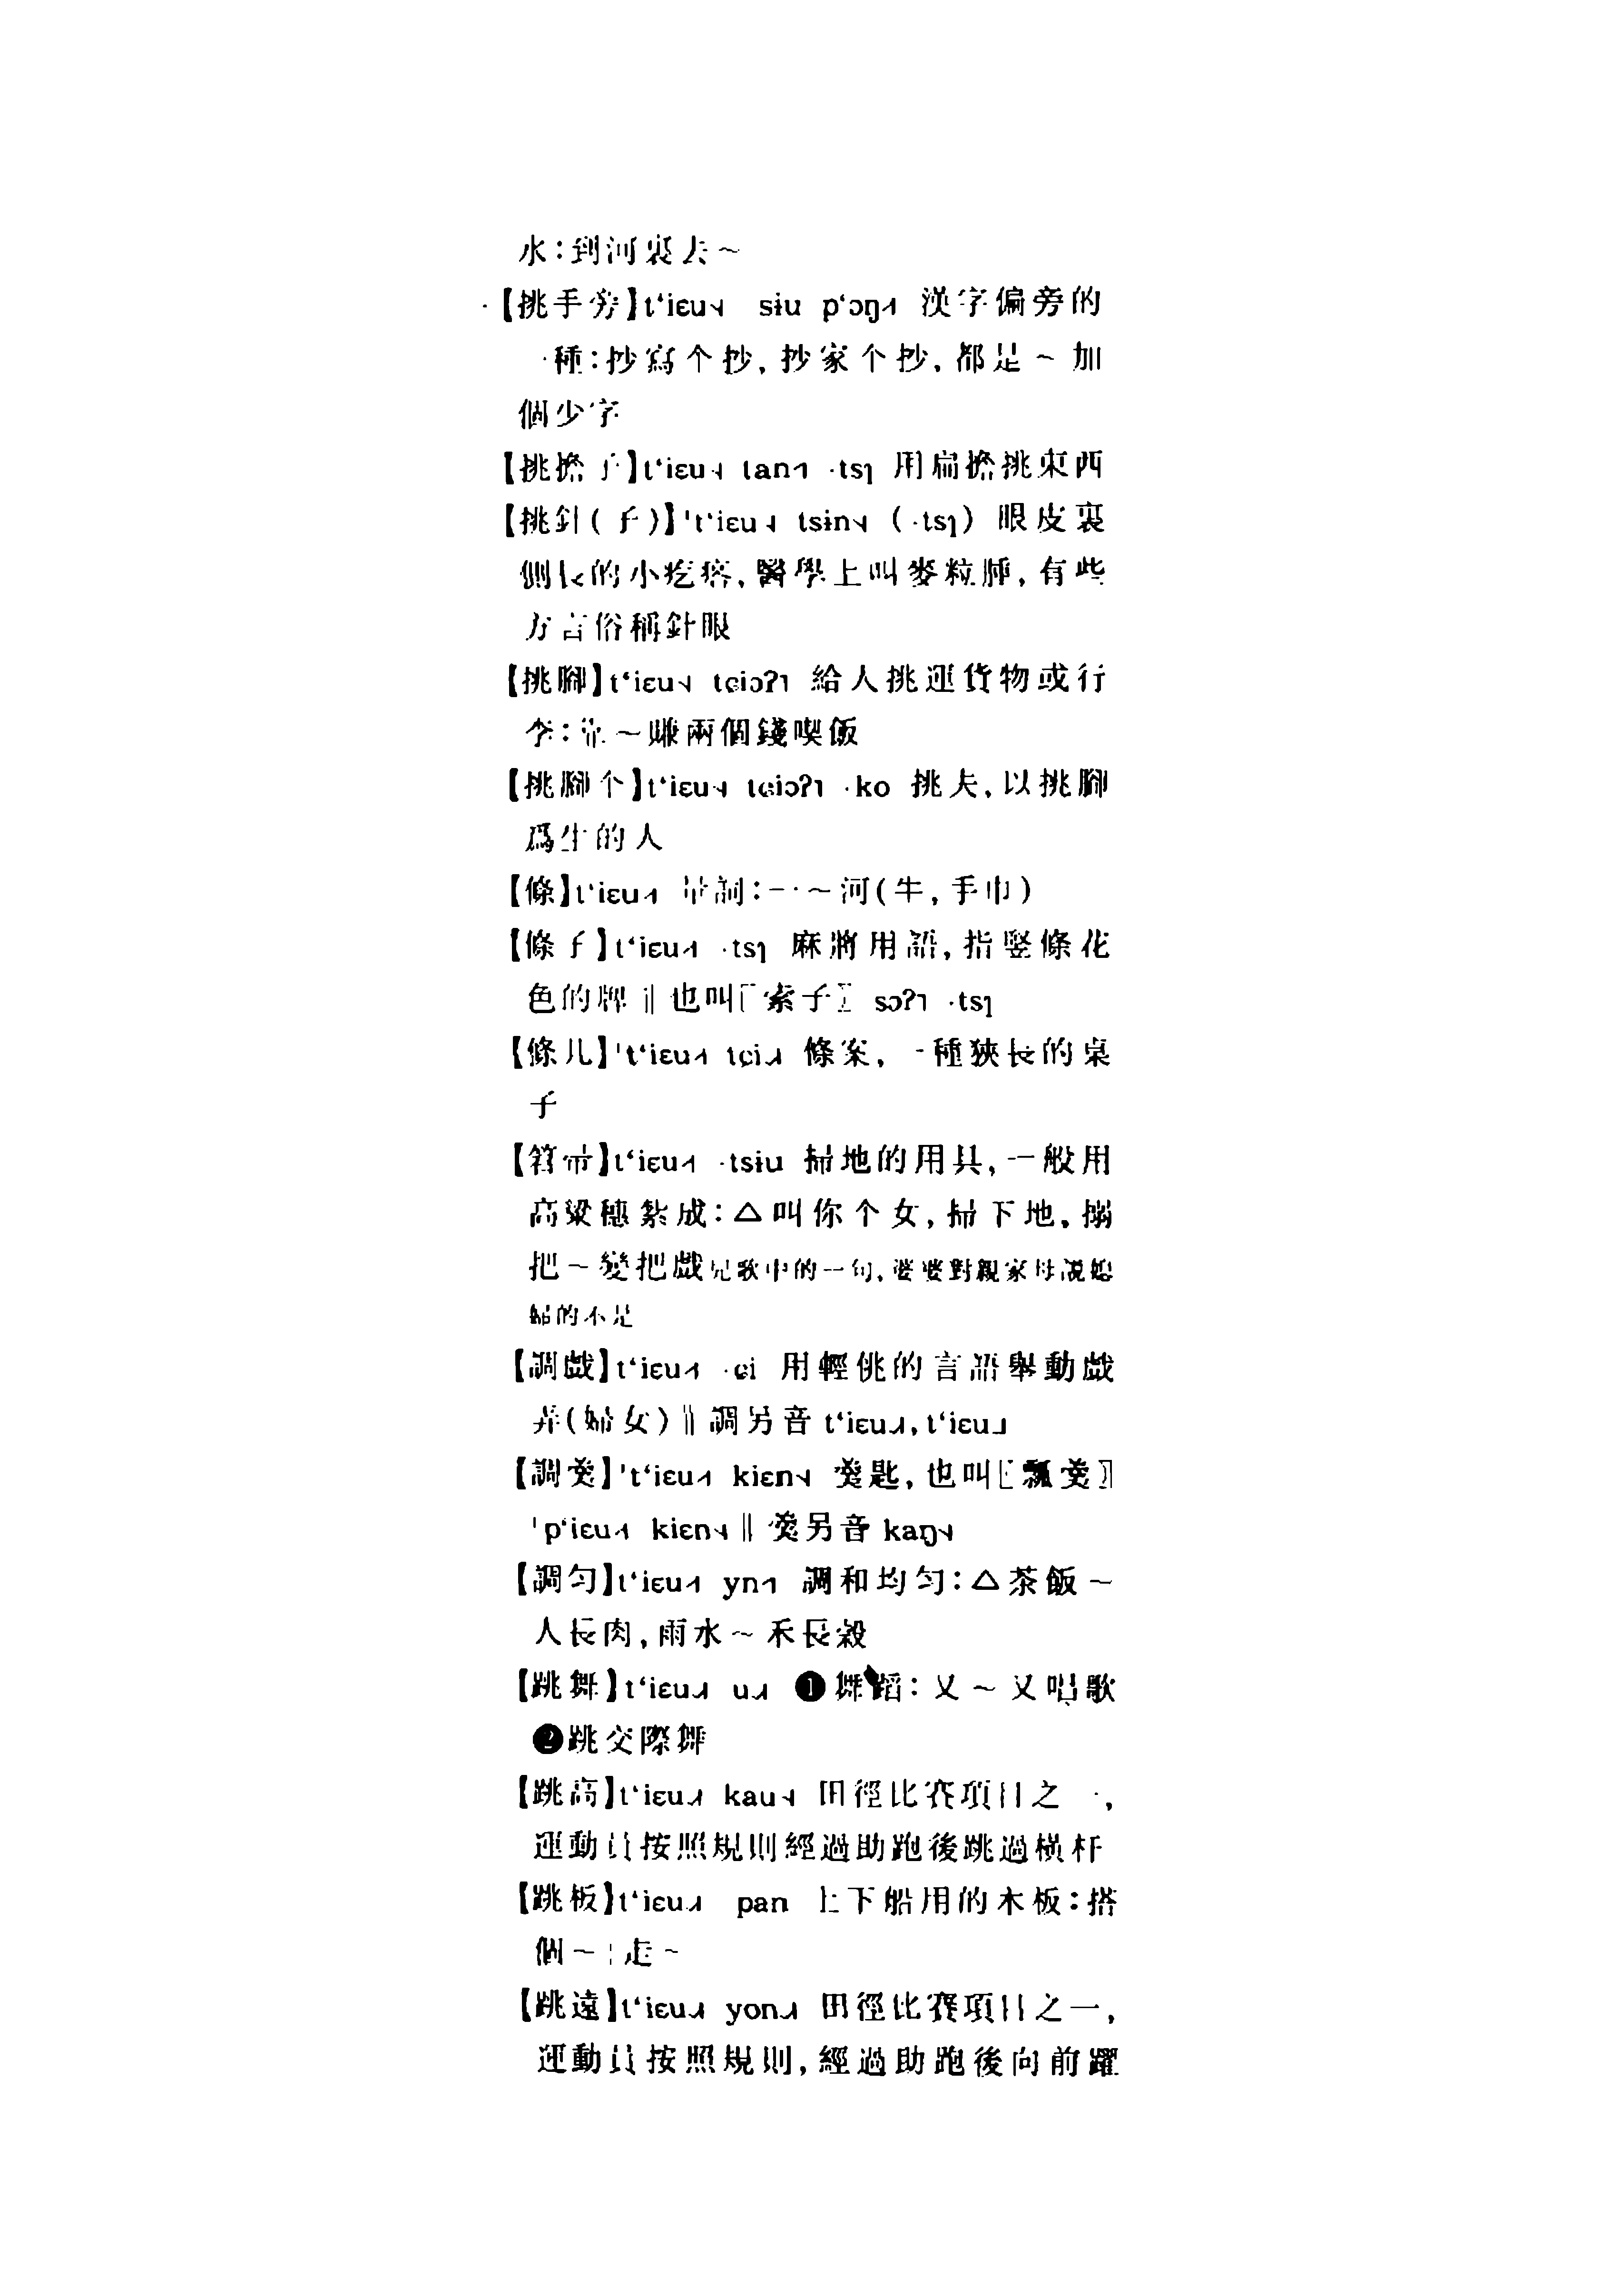 水：到河裏去～
【挑手旁】t‘iɛu˧˨ siu p‘ɔŋ˨˦ 漢字偏旁的
一種：抄寫个抄，抄家个抄，都是～加
個少字
【挑擔子】t‘iɛu tan ·tsɿ 用扁擔挑東西
【挑針（子）】ˈt‘iɛu tsin （·tsɿ） 眼皮裏
側長的小疙瘩，醫學上叫麥粒腫，有些
方言俗稱針眼
【挑腳】t‘iɛu tɕiɔʔ 給人挑運貨物或行
李：靠～賺兩個錢喫飯
【挑腳个】t‘iɛu tɕiɔʔ ·ko 挑夫，以挑腳
爲生的人
【條】t‘iɛu 量詞：一～河（牛，手巾）
【條子】t‘iɛu ·tsɿ 麻將用語，指豎條花
色的牌‖也叫〖索子〗sɔʔ ·tsɿ
【條几】ˈt‘iɛu tɕi 條案，一種狹長的桌
子
【笤帚】t‘iɛu ·tsiu 掃地的用具，一般用
高粱穗紮成：△叫你个女，掃下地，搦
把～變把戲兒歌中的一句，婆婆對親家母説媳
婦的不是
【調戲】t‘iɛu ·ɕi 用輕佻的言語舉動戲
弄（婦女）‖調另音 t‘iɛu，t‘iɛu
【調羹】ˈt‘iɛu kiɛn 羹匙，也叫〖瓢羹〗
ˈp‘iɛu kiɛn‖羹另音 kaŋ
【調匀】t‘iɛu yn 調和均匀：△茶飯～
人長肉，雨水～禾長穀
【跳舞】t‘iɛu u ❶舞蹈：又～又唱歌
❷跳交際舞
【跳高】t‘iɛu kau 田徑比賽項目之一，
運動員按照規則經過助跑後跳過橫杆
【跳板】t‘iɛu pan 上下船用的木板：搭
個～｜走～
【跳遠】t‘iɛu yon 田徑比賽項目之一，
運動員按照規則，經過助跑後向前躍